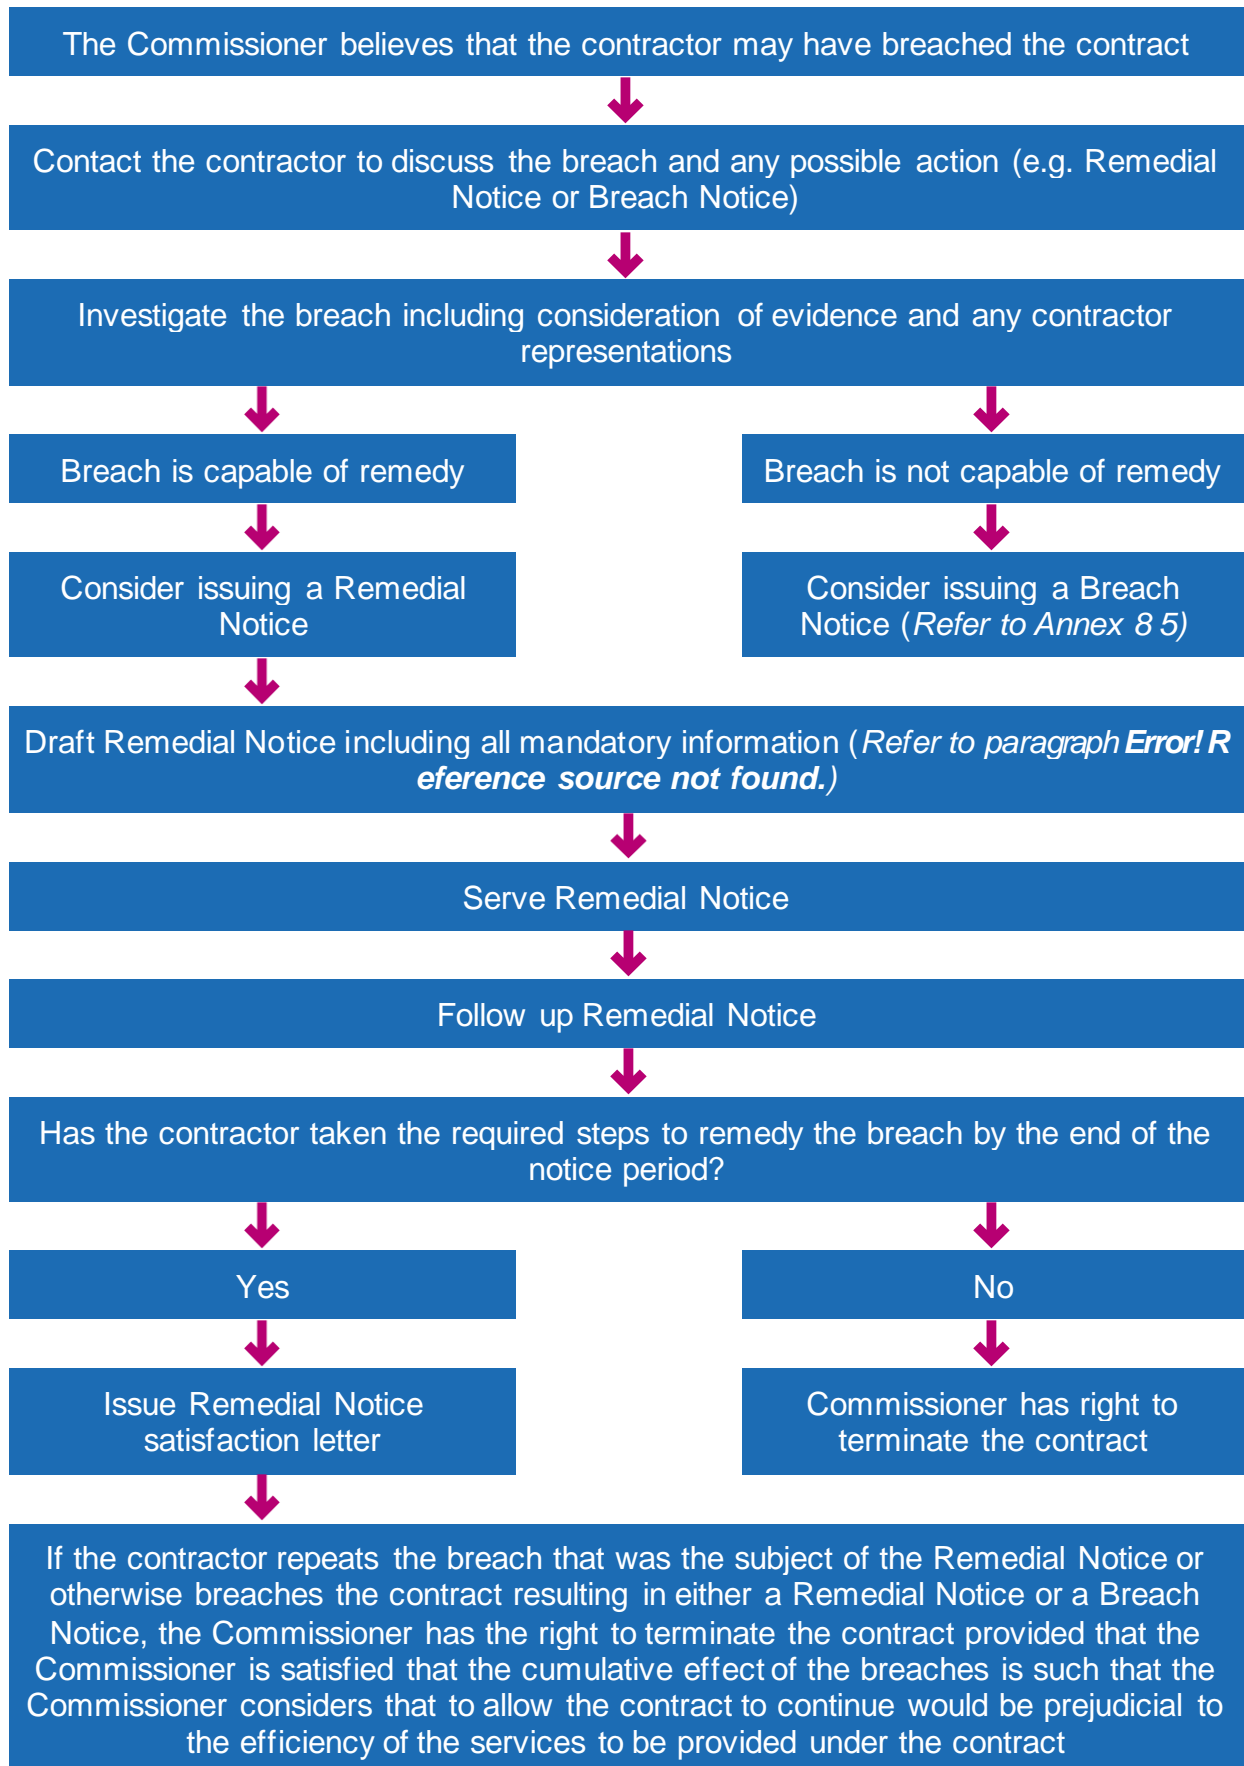 The Commissioner believes that the contractor may have breached the contract
Contact the contractor to discuss the breach and any possible action (e.g. Remedial
Notice or Breach Notice)
Investigate the breach including consideration of evidence and any contractor
representations
Breach is capable of remedy
Breach is not capable of remedy
Consider issuing a Remedial
Notice
Consider issuing a Breach
Notice (Refer to Annex 8 5)
Draft Remedial Notice including all mandatory information (Refer to paragraph Error! R
eference source not found.)
Serve Remedial Notice
Follow up Remedial Notice
Has the contractor taken the required steps to remedy the breach by the end of the
notice period?
Yes
No
Issue Remedial Notice
satisfaction letter
Commissioner has right to
terminate the contract
If the contractor repeats the breach that was the subject of the Remedial Notice or
otherwise breaches the contract resulting in either a Remedial Notice or a Breach
Notice, the Commissioner has the right to terminate the contract provided that the
Commissioner is satisfied that the cumulative effect of the breaches is such that the
Commissioner considers that to allow the contract to continue would be prejudicial to
the efficiency of the services to be provided under the contract